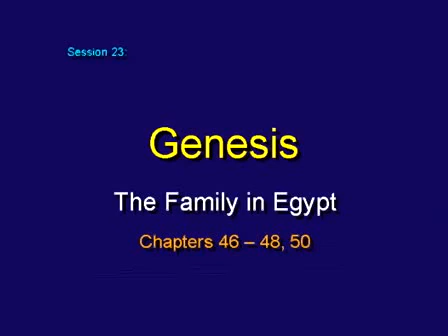 Session 23:
Genesis
The Family in Egypt
Chapters 46 – 48, 50